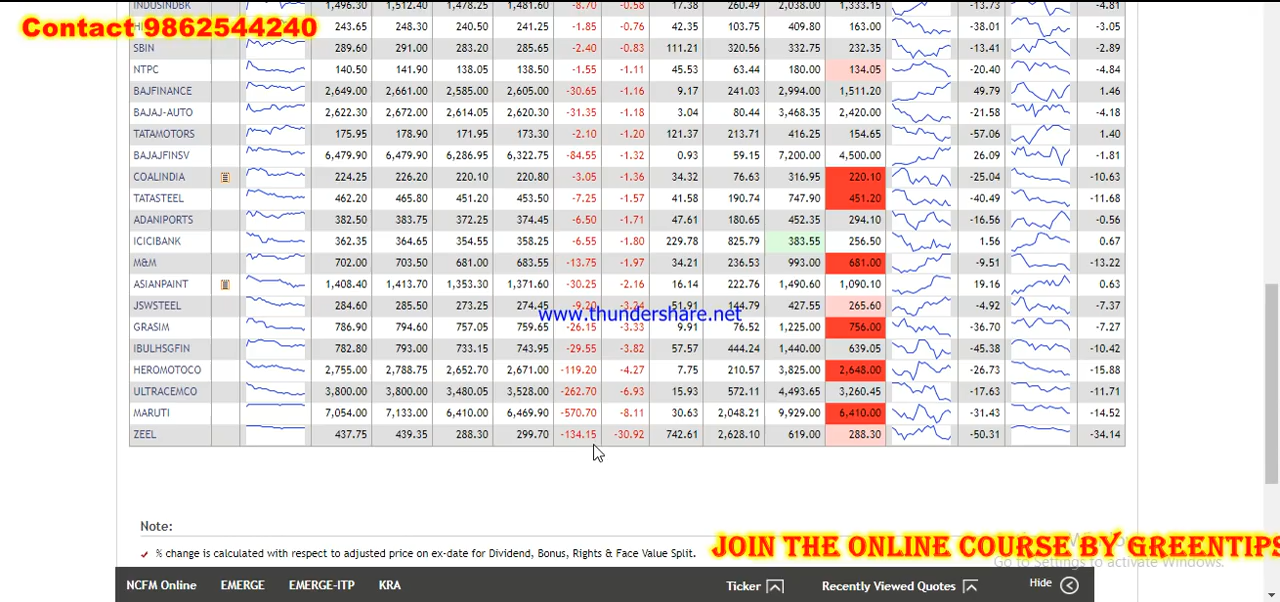 INDUSINDBK 1,496.30 1,512.40 1,478.25 1,481.60 -8.70 -0.58 17.38 260.49 2,038.00 1,333.15 -13.73 -4.81
Contact 9862544240
243.65 248.30 240.50 241.25 -1.85 -0.76 42.35 103.75 409.80 163.00 -38.01 -3.05
SBIN 289.60 291.00 283.20 285.65 -2.40 -0.83 111.21 320.56 332.75 232.35 -13.41 -2.89
NTPC 140.50 141.90 138.05 138.50 -1.55 -1.11 45.53 63.44 180.00 134.05 -20.40 -4.84
BAJFINANCE 2,649.00 2,661.00 2,585.00 2,605.00 -30.65 -1.16 9.17 241.03 2,994.00 1,511.20 49.79 1.46
BAJAJ-AUTO 2,622.30 2,672.00 2,614.05 2,620.30 -31.35 -1.18 3.04 80.44 3,468.35 2,420.00 -21.58 -4.18
TATAMOTORS 175.95 178.90 171.95 173.30 -2.10 -1.20 121.37 213.71 416.25 154.65 -57.06 1.40
BAJAJFINSV 6,479.90 6,479.90 6,286.95 6,322.75 -84.55 -1.32 0.93 59.15 7,200.00 4,500.00 26.09 -1.81
COALINDIA 224.25 226.20 220.10 220.80 -3.05 -1.36 34.32 76.63 316.95 220.10 -25.04 -10.63
TATASTEEL 462.20 465.80 451.20 453.50 -7.25 -1.57 41.58 190.74 747.90 451.20 -40.49 -11.68
ADANIPORTS 382.50 383.75 372.25 374.45 -6.50 -1.71 47.61 180.65 452.35 294.10 -16.56 -0.56
ICICIBANK 362.35 364.65 354.55 358.25 -6.55 -1.80 229.78 825.79 383.55 256.50 1.56 0.67
M&M 702.00 703.50 681.00 683.55 -13.75 -1.97 34.21 236.53 993.00 681.00 -9.51 -13.22
ASIANPAINT 1,408.40 1,413.70 1,353.30 1,371.60 -30.25 -2.16 16.14 222.76 1,490.60 1,090.10 19.16 0.63
JSWSTEEL 284.60 285.50 273.25 274.45 -9.20 -3.24 51.91 144.79 427.55 265.60 -4.92 -7.37
www.thundershare.net
GRASIM 786.90 794.60 757.05 759.65 -26.15 -3.33 9.91 76.52 1,225.00 756.00 -36.70 -7.27
IBULHSGFIN 782.80 793.00 733.15 743.95 -29.55 -3.82 57.57 444.24 1,440.00 639.05 -45.38 -10.42
HEROMOTOCO 2,755.00 2,788.75 2,652.70 2,671.00 -119.20 -4.27 7.75 210.57 3,825.00 2,648.00 -26.73 -15.88
ULTRACEMCO 3,800.00 3,800.00 3,480.05 3,528.00 -262.70 -6.93 15.93 572.11 4,493.65 3,260.45 -17.63 -11.71
MARUTI 7,054.00 7,133.00 6,410.00 6,469.90 -570.70 -8.11 30.63 2,048.21 9,929.00 6,410.00 -31.43 -14.52
ZEEL 437.75 439.35 288.30 299.70 -134.15 -30.92 742.61 2,628.10 619.00 288.30 -50.31 -34.14
Note:
% change is calculated with respect to adjusted price on ex-date for Dividend, Bonus, Rights & Face Value Split.
JOIN THE ONLINE COURSE BY GREENTIPS
Go to Settings to activate Windows.
NCFM Online EMERGE EMERGE-ITP KRA Ticker Recently Viewed Quotes Hide